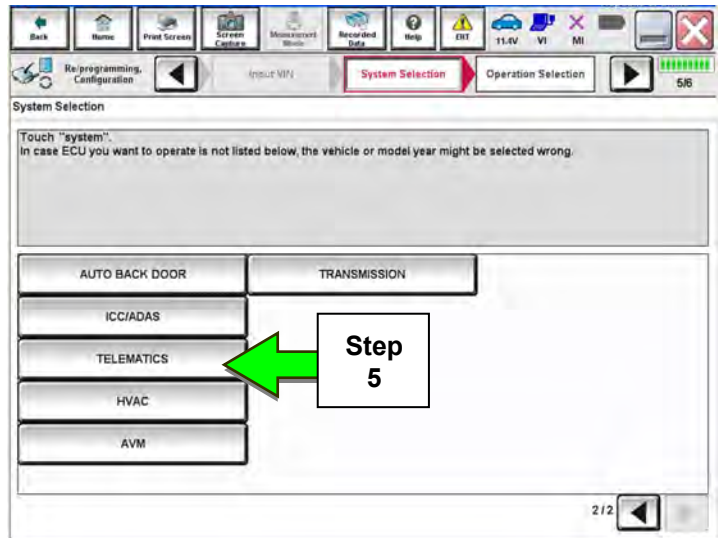 Back
Home
Print Screen
Screen Capture
Measurement Mode
Recorded Data
Help
ERT
11.4V
VI
MI
Re/programming, Configuration
Input VIN
System Selection
Operation Selection
5/6
System Selection
Touch "system".
In case ECU you want to operate is not listed below, the vehicle or model year might be selected wrong.
AUTO BACK DOOR
TRANSMISSION
ICC/ADAS
TELEMATICS
Step
5
HVAC
AVM
2/2